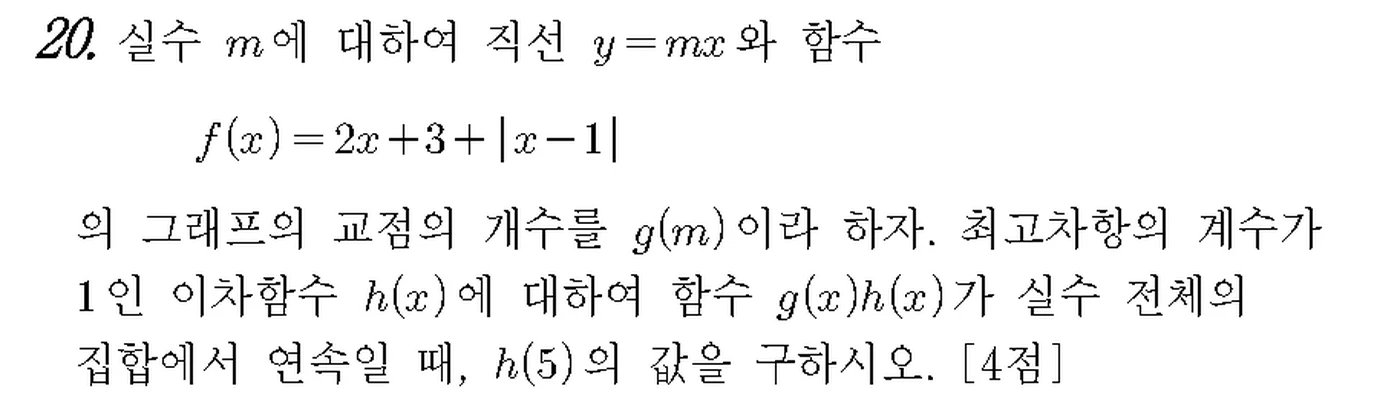 20. 실수 m에 대하여 직선 y=mx와 함수
f(x)=2x+3+|x-1|
의 그래프의 교점의 개수를 g(m)이라 하자. 최고차항의 계수가
1인 이차함수 h(x)에 대하여 함수 g(x)h(x)가 실수 전체의
집합에서 연속일 때, h(5)의 값을 구하시오. [4점]